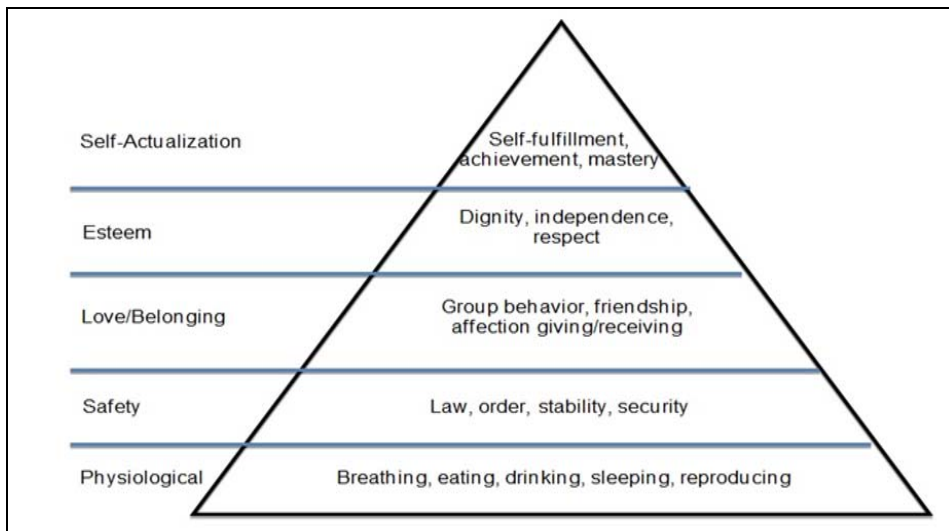 Self-Actualization
Self-fulfillment,
achievement, mastery
Esteem
Dignity, independence,
respect
Love/Belonging
Group behavior, friendship,
affection giving/receiving
Safety
Law, order, stability, security
Physiological
Breathing, eating, drinking, sleeping, reproducing